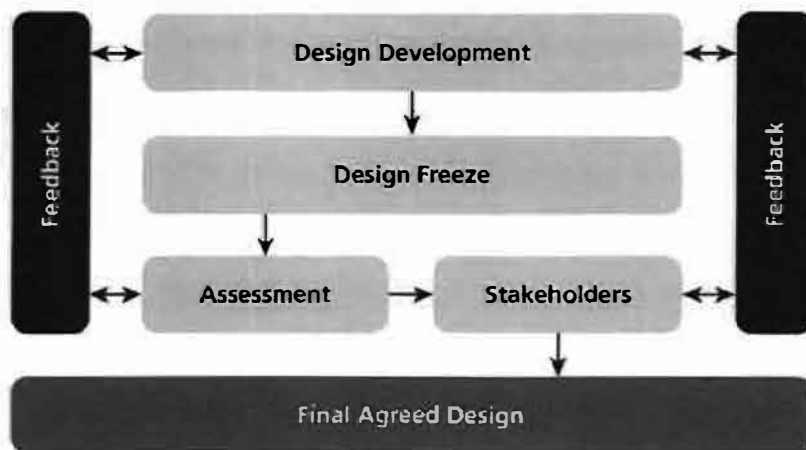 Design Development
Feedback
Design Freeze
Feedback
Assessment
Stakeholders
Final Agreed Design